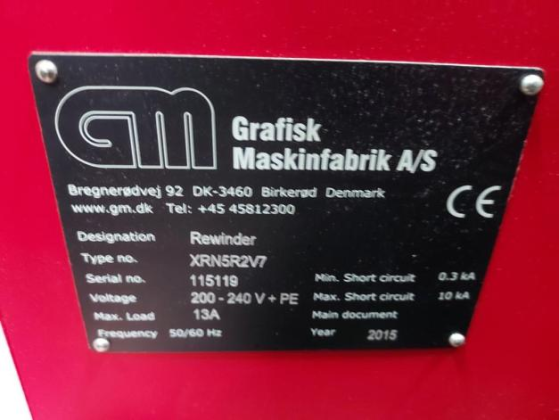 GM
Grafisk
Maskinfabrik A/S
Bregnerødvej 92 DK-3460 Birkerød Denmark
www.gm.dk Tel: +45 45812300
CE
Designation Rewinder
Type no. XRN5R2V7
Serial no. 115119 Min. Short circuit 0.3 kA
Voltage 200 - 240 V + PE Max. Short circuit 10 kA
Max. Load 13A Main document
Frequency 50/60 Hz Year 2015